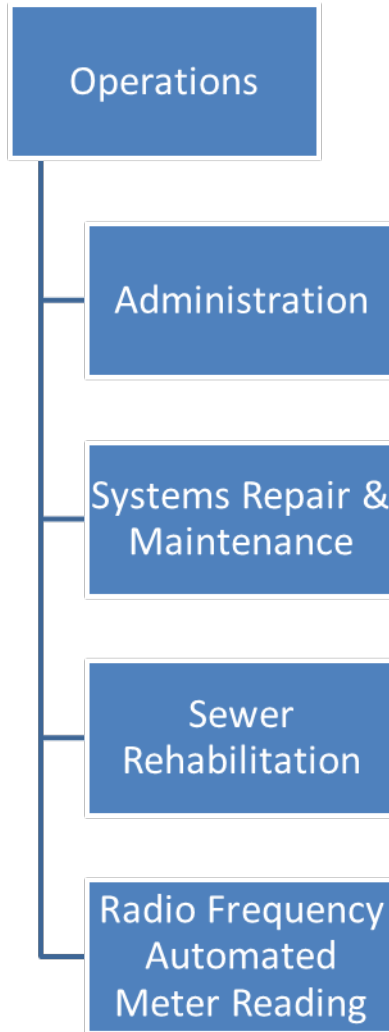 Operations
Administration
Systems Repair &
Maintenance
Sewer
Rehabilitation
Radio Frequency
Automated
Meter Reading